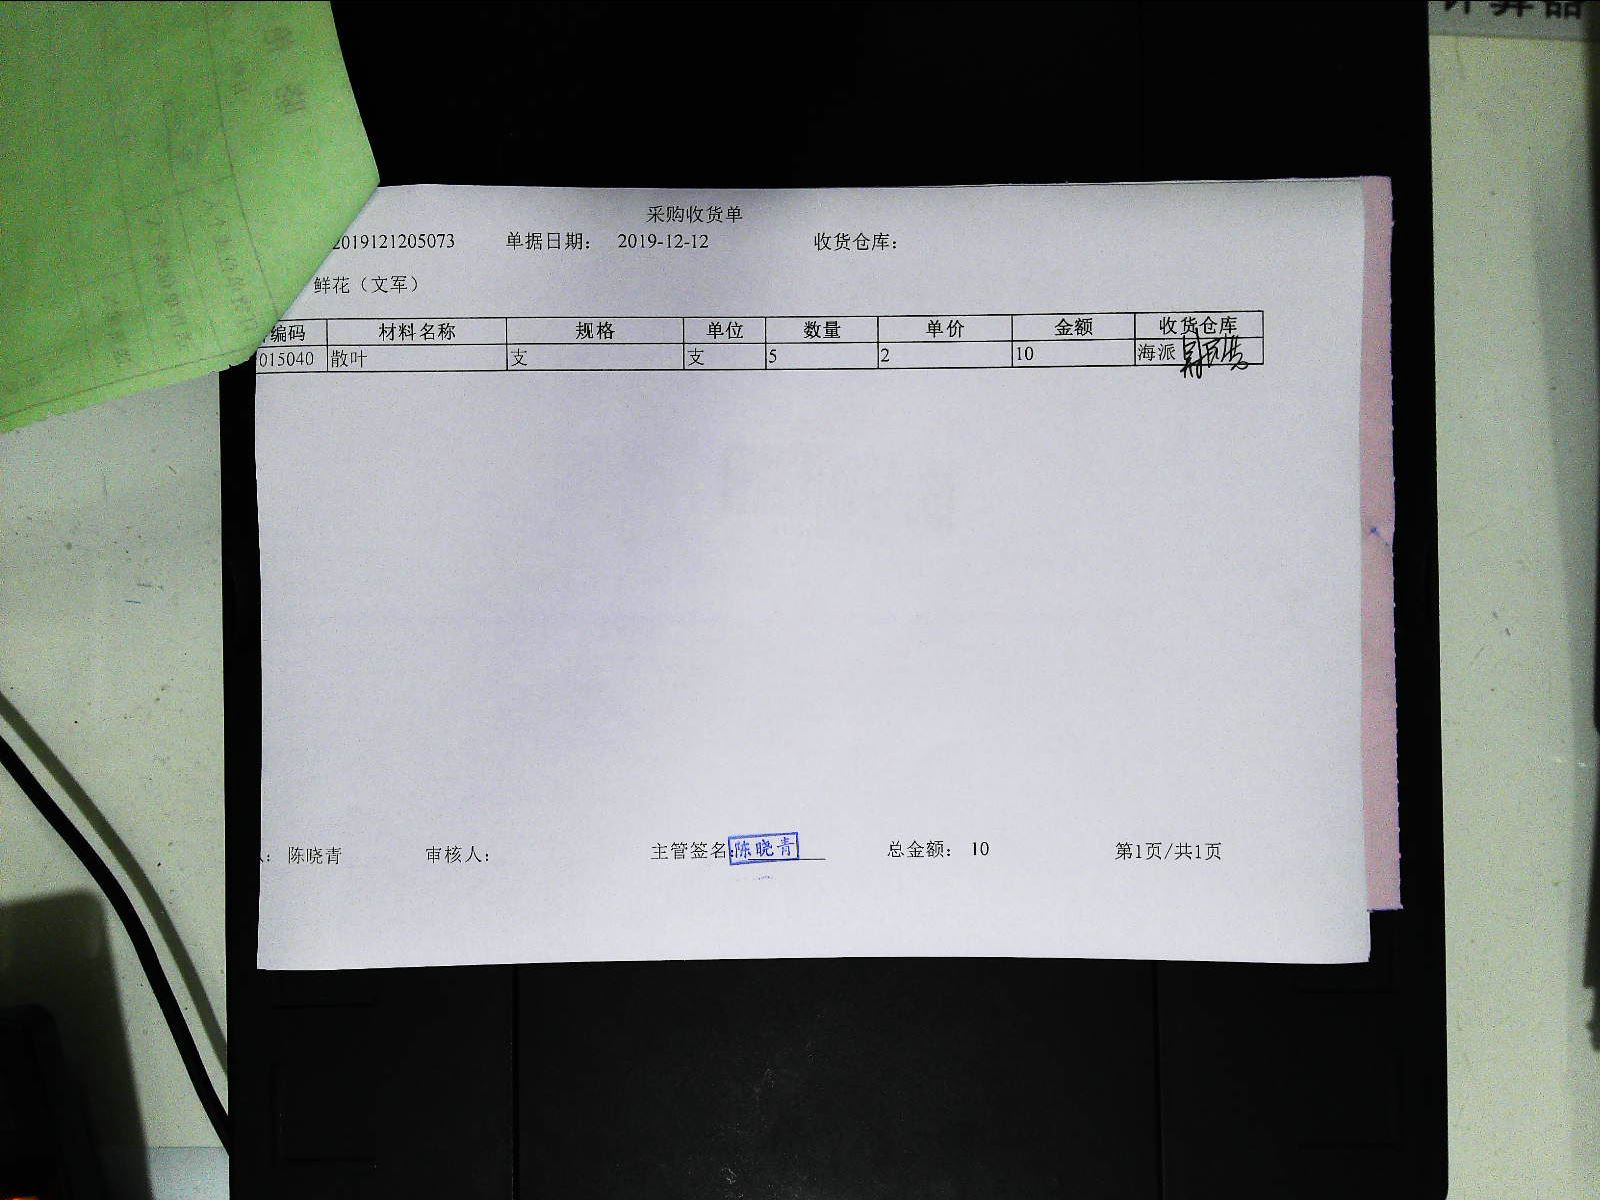 计算器
采购收货单
2019121205073 单据日期： 2019-12-12 收货仓库：
鲜花（文军）
编码 材料名称 规格 单位 数量 单价 金额 收货仓库
015040 散叶 支 支 5 2 10 海派
： 陈晓青 审核人： 主管签名：陈晓青 总金额： 10 第1页/共1页